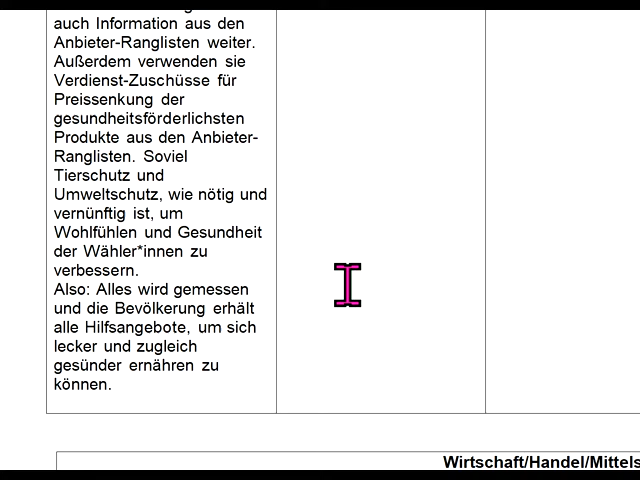 auch Information aus den
Anbieter-Ranglisten weiter.
Außerdem verwenden sie
Verdienst-Zuschüsse für
Preissenkung der
gesundheitsförderlichsten
Produkte aus den Anbieter-
Ranglisten. Soviel
Tierschutz und
Umweltschutz, wie nötig und
vernünftig ist, um
Wohlfühlen und Gesundheit
der Wähler*innen zu
verbessern.
Also: Alles wird gemessen
und die Bevölkerung erhält
alle Hilfsangebote, um sich
lecker und zugleich
gesünder ernähren zu
können.
Wirtschaft/Handel/Mittels